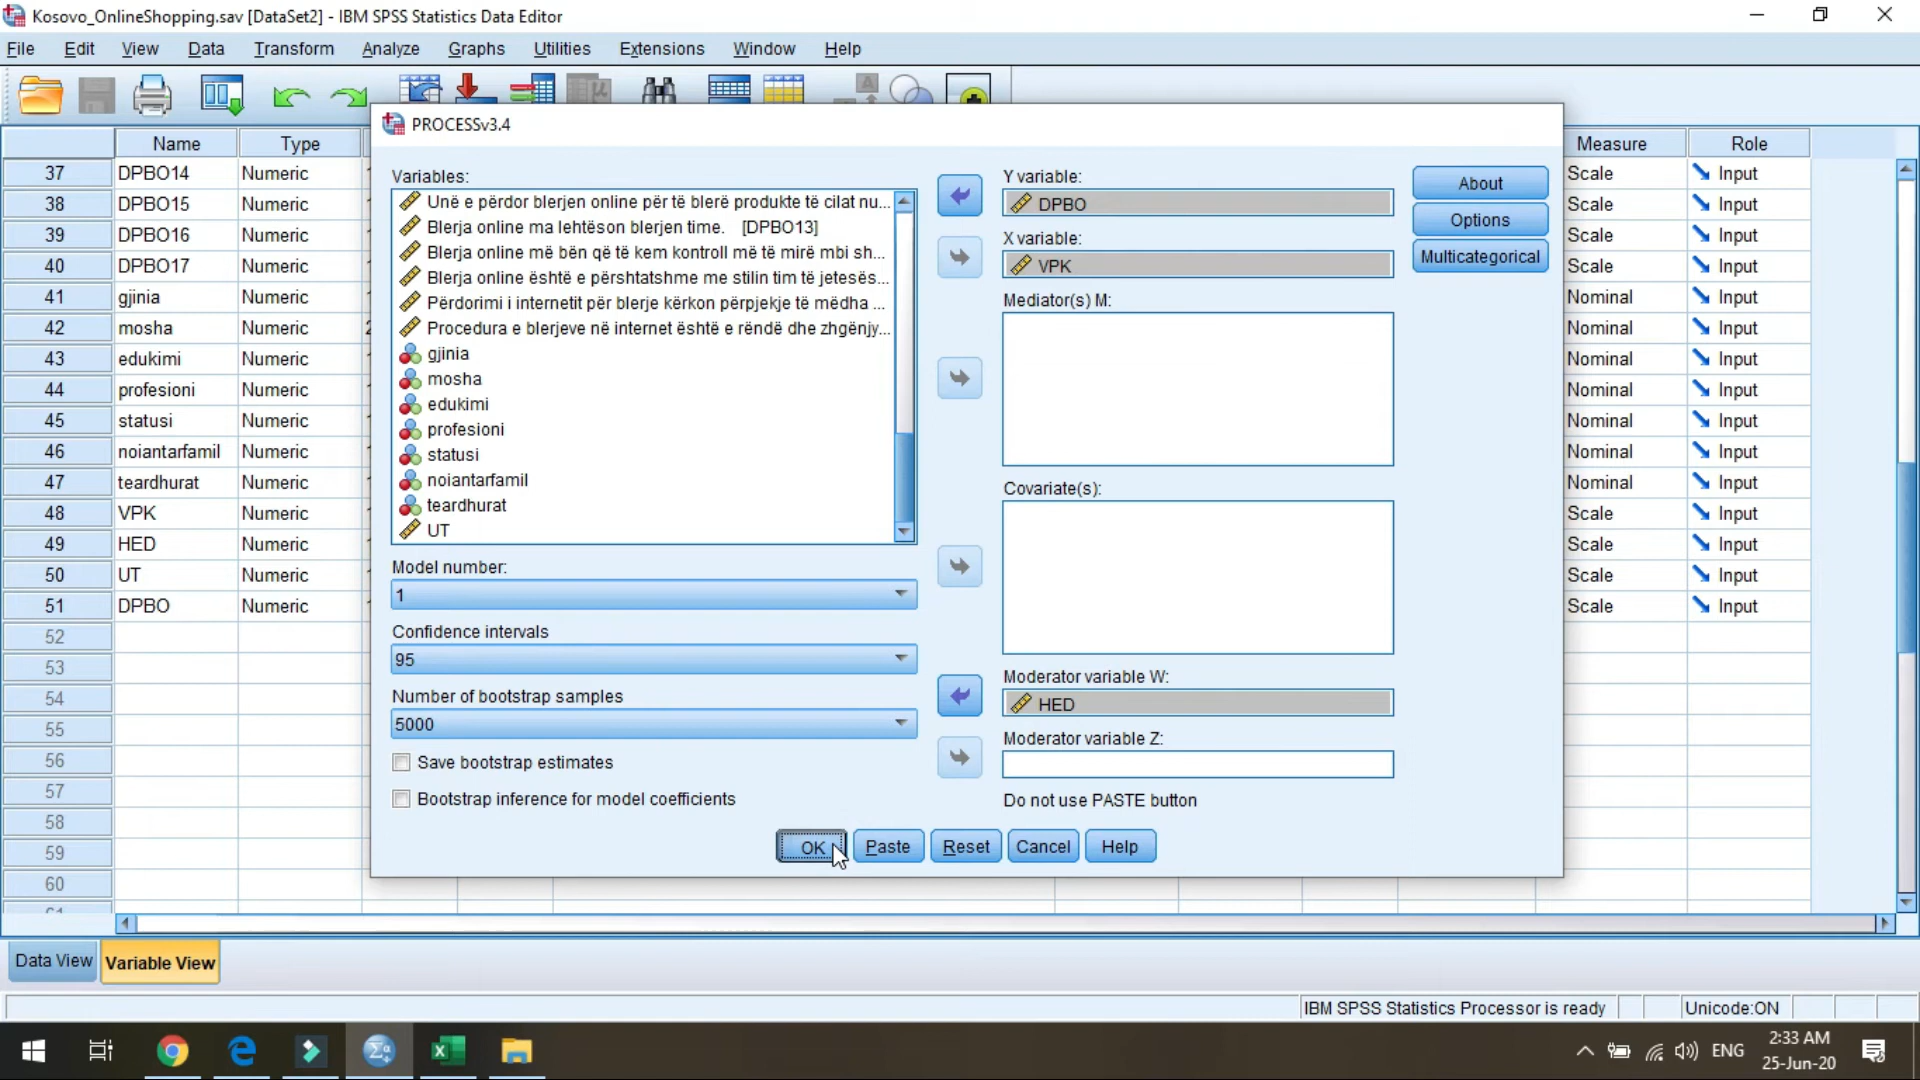 Kosovo_OnlineShopping.sav [DataSet2] - IBM SPSS Statistics Data Editor
File Edit View Data Transform Analyze Graphs Utilities Extensions Window Help
PROCESSv3.4
Name Type Measure Role
37 DPBO14 Numeric Scale Input
38 DPBO15 Numeric Scale Input
39 DPBO16 Numeric Scale Input
40 DPBO17 Numeric Scale Input
41 gjinia Numeric Nominal Input
42 mosha Numeric 2 Nominal Input
43 edukimi Numeric Nominal Input
44 profesioni Numeric Nominal Input
45 statusi Numeric Nominal Input
46 noiantarfamil Numeric Nominal Input
47 teardhurat Numeric Nominal Input
48 VPK Numeric Scale Input
49 HED Numeric Scale Input
50 UT Numeric Scale Input
51 DPBO Numeric Scale Input
52
53
54
55
56
57
58
59
60
61
Variables:
Unë e përdor blerjen online për të blerë produkte të cilat nu...
Blerja online ma lehtëson blerjen time. [DPBO13]
Blerja online më bën që të kem kontroll më të mirë mbi sh...
Blerja online është e përshtatshme me stilin tim të jetesës...
Përdorimi i internetit për blerje kërkon përpjekje të mëdha ...
Procedura e blerjeve në internet është e rëndë dhe zhgënjy...
gjinia
mosha
edukimi
profesioni
statusi
noiantarfamil
teardhurat
UT
Model number:
1
Confidence intervals
95
Number of bootstrap samples
5000
Save bootstrap estimates
Bootstrap inference for model coefficients
Y variable:
DPBO
X variable:
VPK
Mediator(s) M:
Covariate(s):
Moderator variable W:
HED
Moderator variable Z:
Do not use PASTE button
About
Options
Multicategorical
OK Paste Reset Cancel Help
Data View Variable View
IBM SPSS Statistics Processor is ready Unicode:ON
ENG
2:33 AM
25-Jun-20